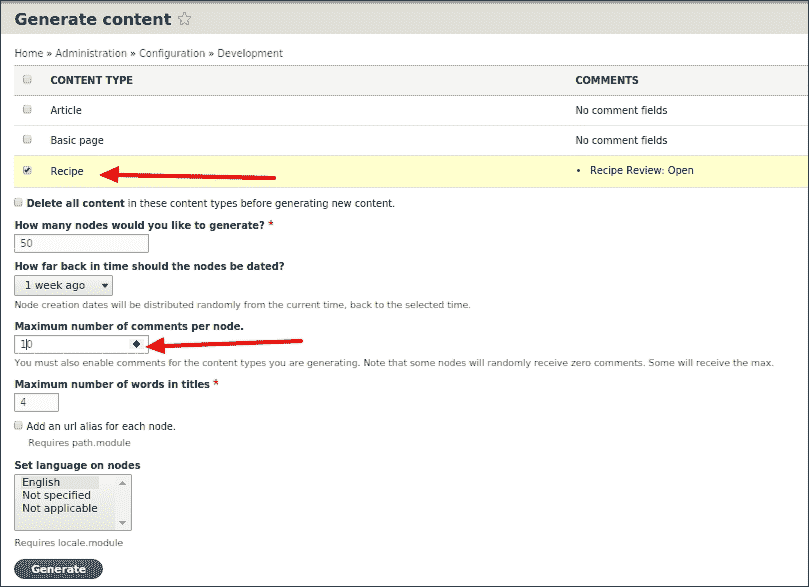 Generate content
Home » Administration » Configuration » Development
CONTENT TYPE COMMENTS
Article No comment fields
Basic page No comment fields
Recipe • Recipe Review: Open
Delete all content in these content types before generating new content.
How many nodes would you like to generate? *
50
How far back in time should the nodes be dated?
1 week ago
Node creation dates will be distributed randomly from the current time, back to the selected time.
Maximum number of comments per node.
10
You must also enable comments for the content types you are generating. Note that some nodes will randomly receive zero comments. Some will receive the max.
Maximum number of words in titles *
4
Add an url alias for each node.
Requires path.module
Set language on nodes
English
Not specified
Not applicable
Requires locale.module
Generate